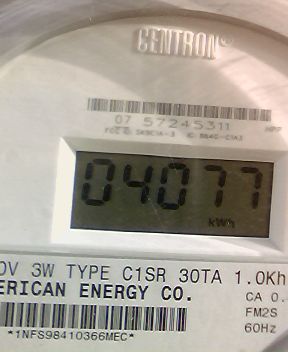 CENTRON®
07 57245311
04077
kWh
0V 3W TYPE C1SR 30TA 1.0Kh
ERICAN ENERGY CO.
CA 0.
FM2S
60Hz
*1NFS98410366MEC*